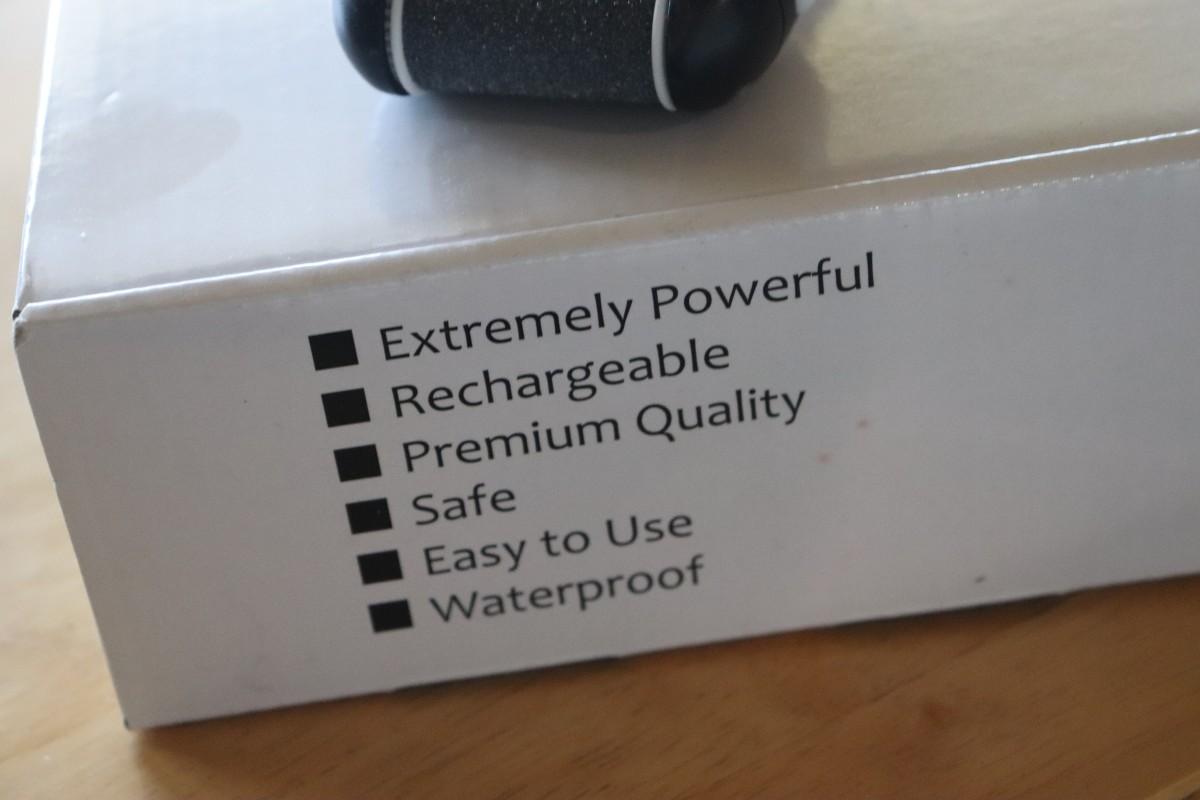 ■ Extremely Powerful
■ Rechargeable
■ Premium Quality
■ Safe
■ Easy to Use
■ Waterproof